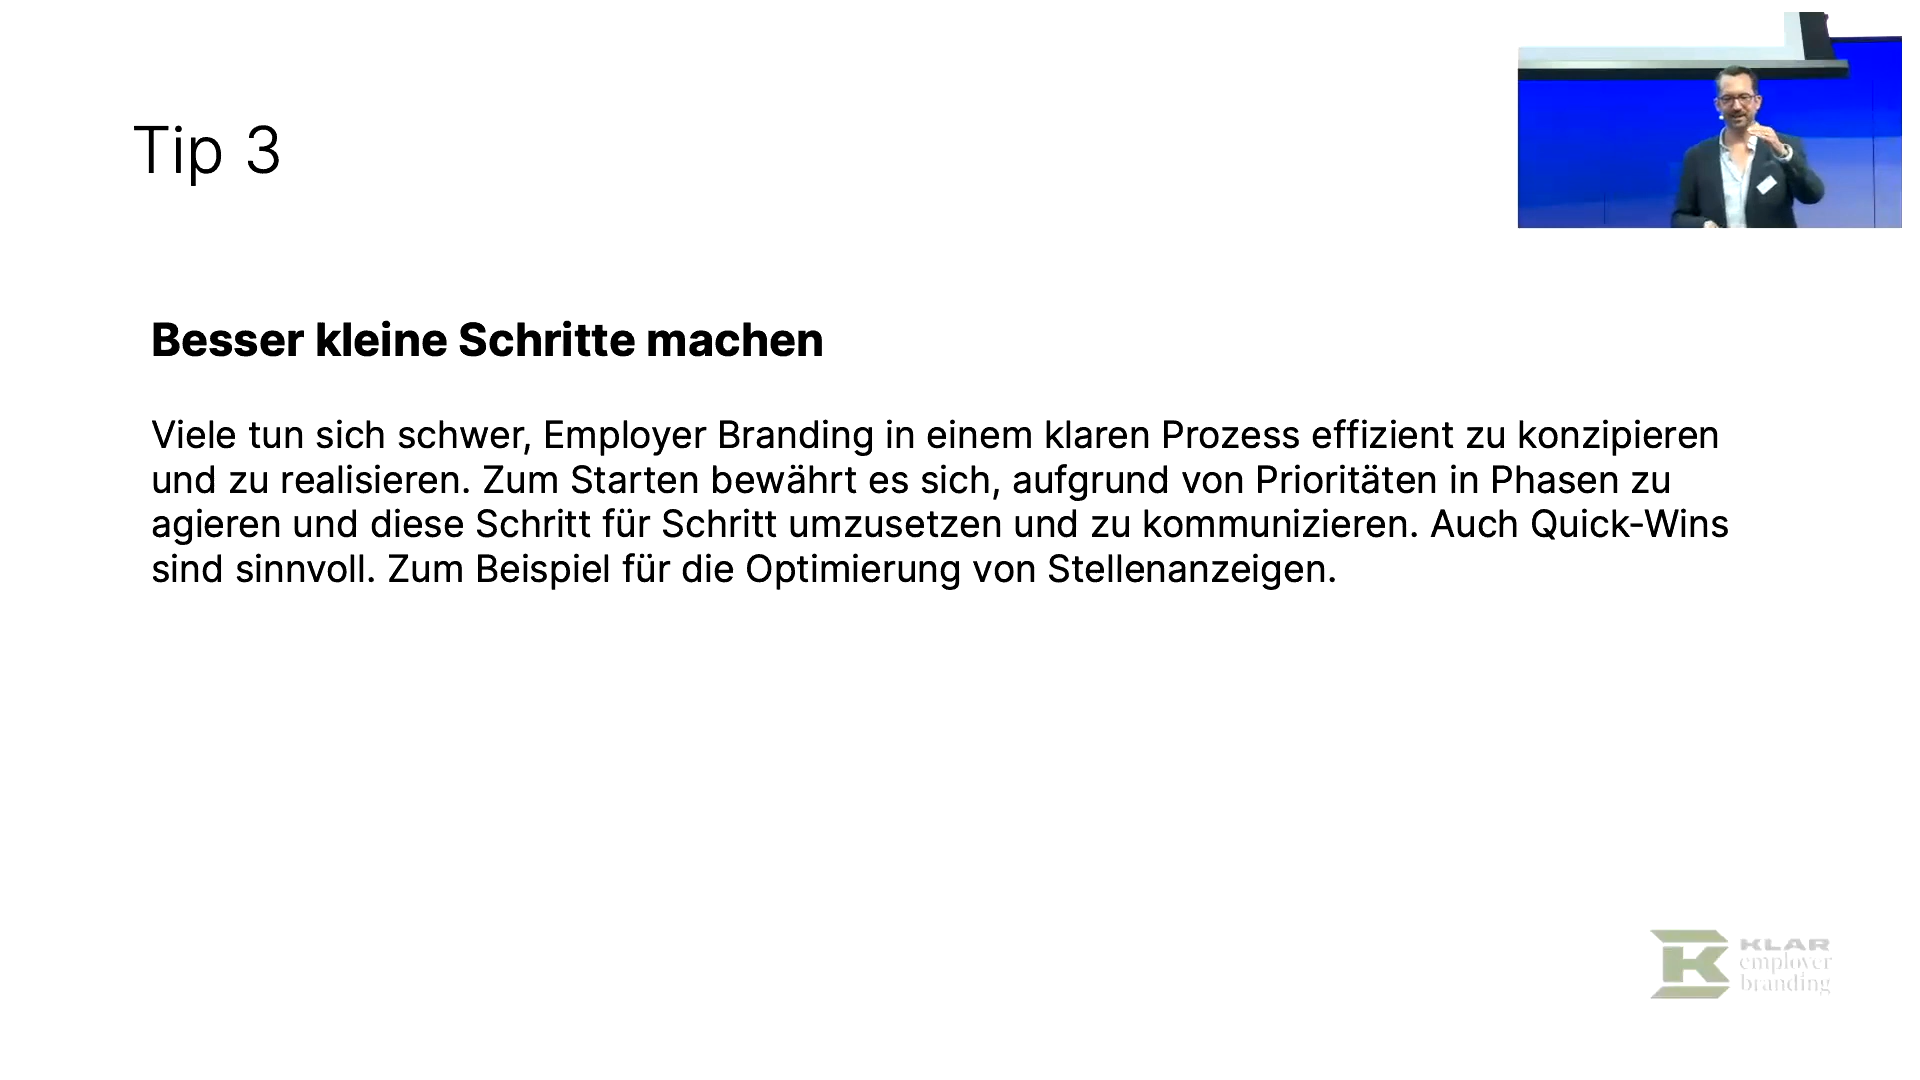 Tip 3
Besser kleine Schritte machen
Viele tun sich schwer, Employer Branding in einem klaren Prozess effizient zu konzipieren
und zu realisieren. Zum Starten bewährt es sich, aufgrund von Prioritäten in Phasen zu
agieren und diese Schritt für Schritt umzusetzen und zu kommunizieren. Auch Quick-Wins
sind sinnvoll. Zum Beispiel für die Optimierung von Stellenanzeigen.
K KLAR
employer
branding